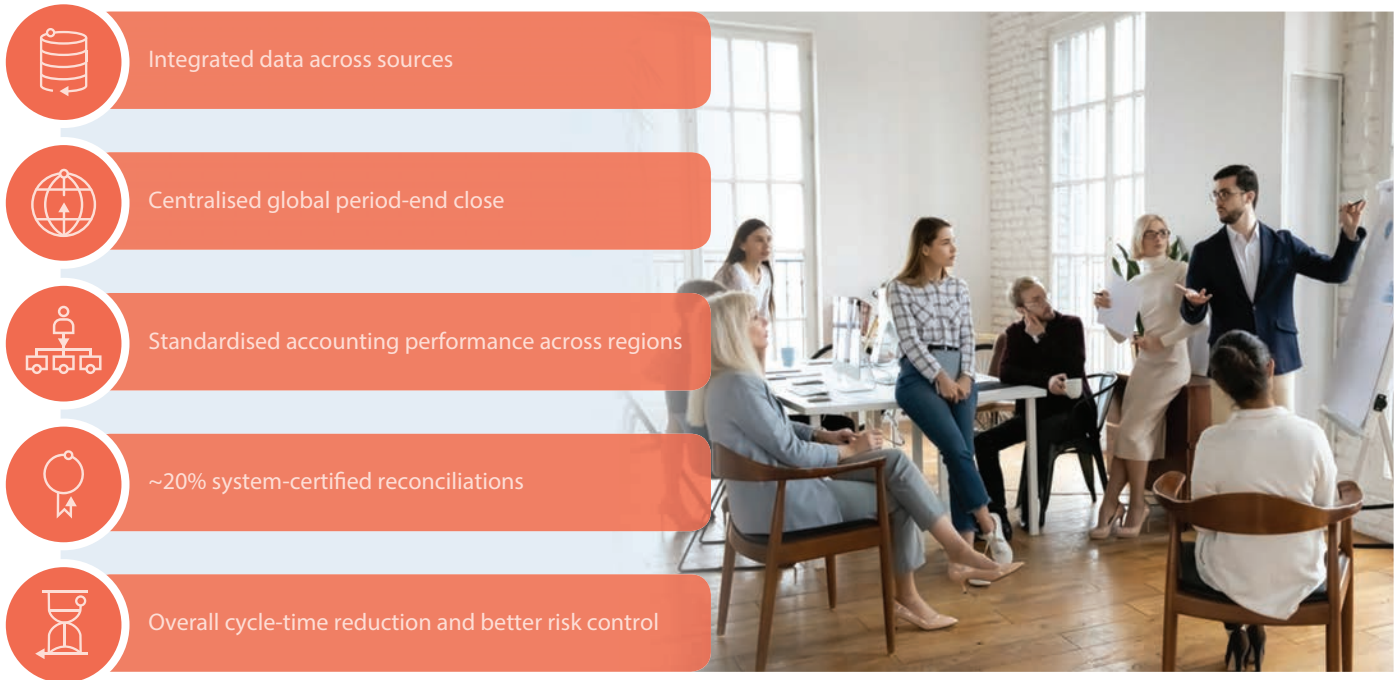 Integrated data across sources
Centralised global period-end close
Standardised accounting performance across regions
~20% system-certified reconciliations
Overall cycle-time reduction and better risk control